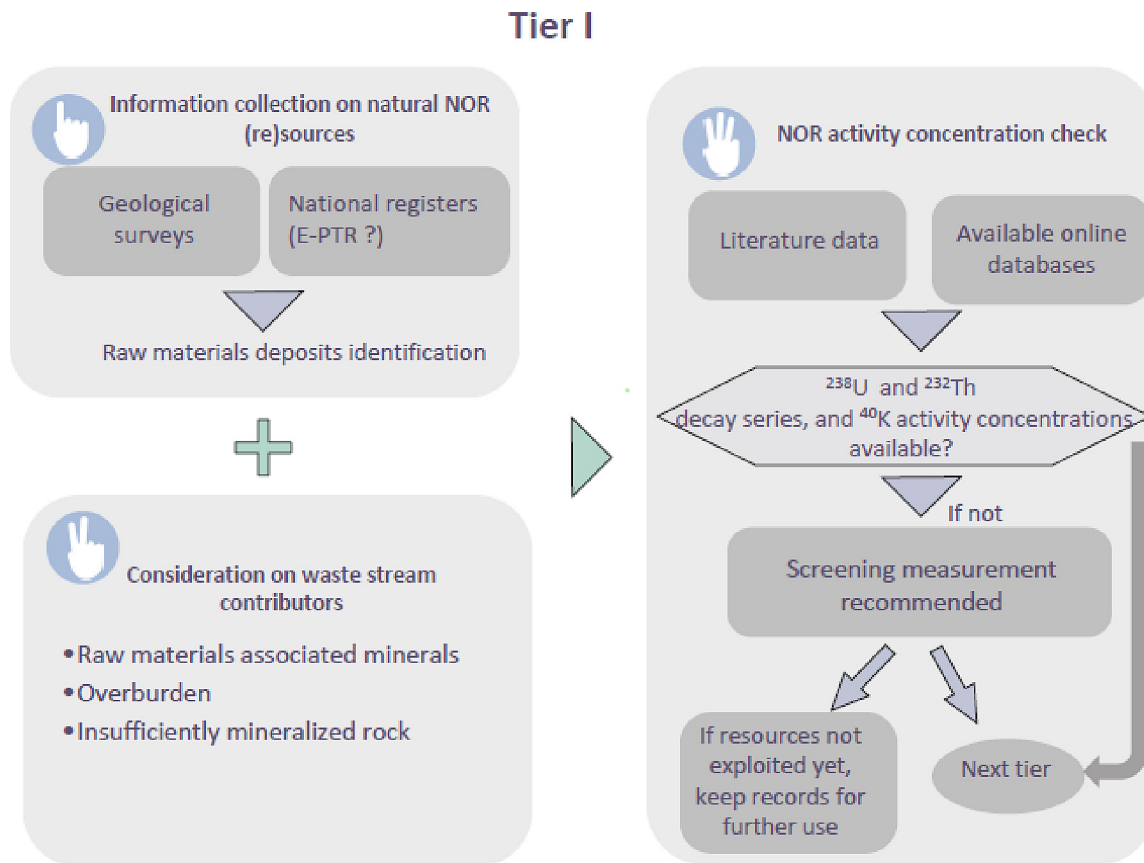 Tier I
Information collection on natural NOR
(re)sources
Geological
surveys
National registers
(E-PTR ?)
Raw materials deposits identification
Consideration on waste stream
contributors
•Raw materials associated minerals
•Overburden
•Insufficiently mineralized rock
NOR activity concentration check
Literature data
Available online
databases
²³⁸U and ²³²Th
decay series, and ⁴⁰K activity concentrations
available?
If not
Screening measurement
recommended
If resources not
exploited yet,
keep records for
further use
Next tier